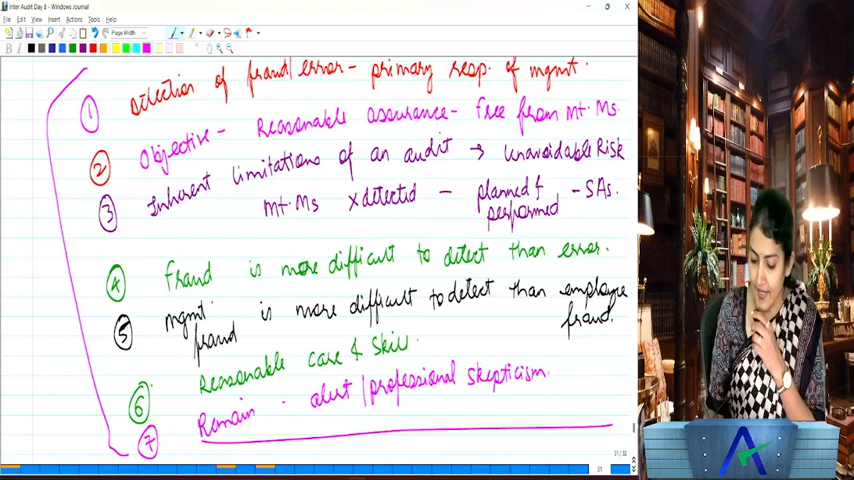 Inter Audit Day 8 - Windows Journal
File Edit View Insert Actions Tools Help
Page Width
B I
① Detection of fraud/error - primary resp. of mgmt.
② Objective - Reasonable assurance - free from Mt. Ms.
③ Inherent limitations of an audit → Unavoidable Risk
Mt. Ms x detected - planned & performed - SAs.
④ Fraud is more difficult to detect than error.
⑤ mgmt fraud is more difficult to detect than employee fraud.
⑥ Reasonable care & Skill.
⑦ Remain alert / professional skepticism.
31/32
31